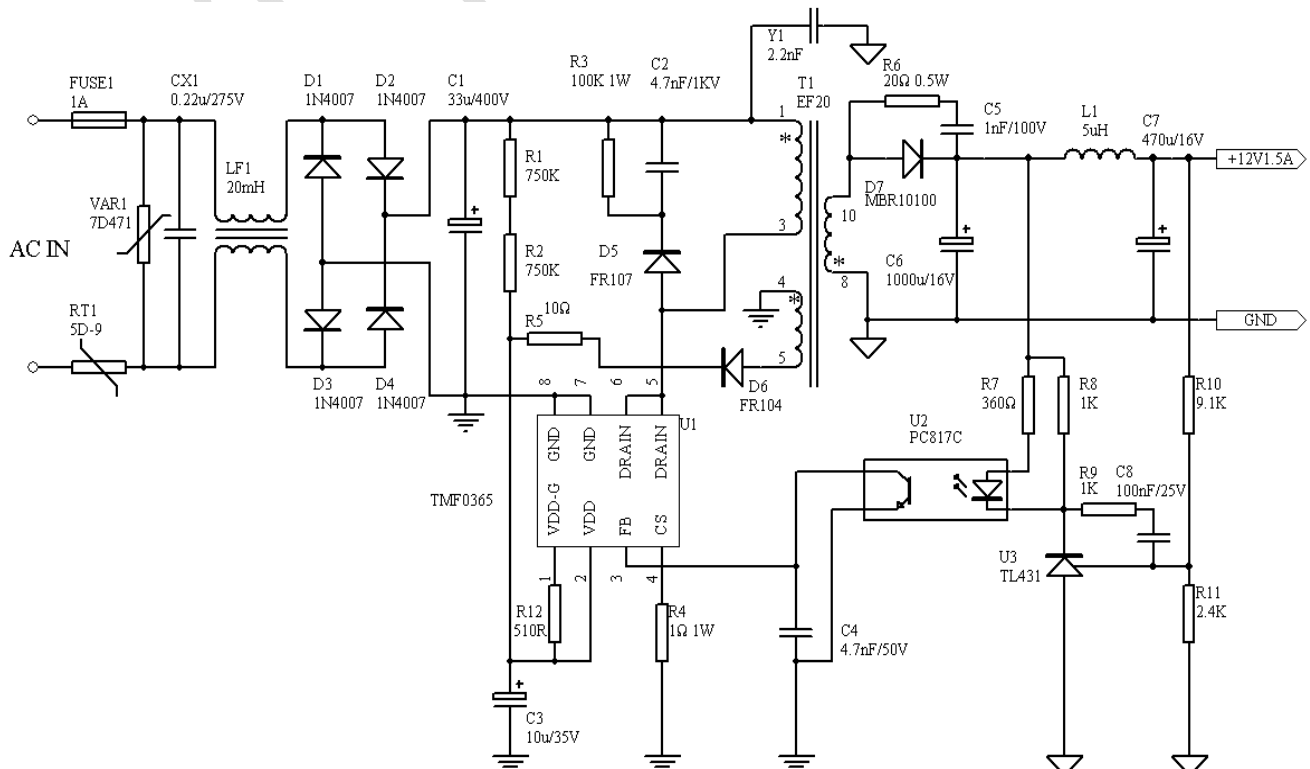 Y1
2.2nF
R3
100K 1W
C2
4.7nF/1KV
R6
20Ω 0.5W
FUSE1
1A
CX1
0.22u/275V
D1
1N4007
D2
1N4007
C1
33u/400V
T1
EF20
C5
1nF/100V
L1
5uH
C7
470u/16V
1
*
R1
750K
+12V1.5A
LF1
20mH
D7
MBR10100
VAR1
7D471
10
+
+
+
3
AC IN
R2
750K
D5
FR107
C6
1000u/16V
*
8
4
*
RT1
5D-9
10Ω
R5
GND
5
D6
FR104
D3
1N4007
D4
1N4007
8
7
6
5
R7
360Ω
R8
1K
R10
9.1K
U1
U2
PC817C
GND
GND
DRAIN
DRAIN
TMF0365
VDD-G
VDD
FB
CS
R9
1K
C8
100nF/25V
U3
TL431
1
2
3
4
R12
510R
R4
1Ω 1W
C4
4.7nF/50V
R11
2.4K
+
C3
10u/35V